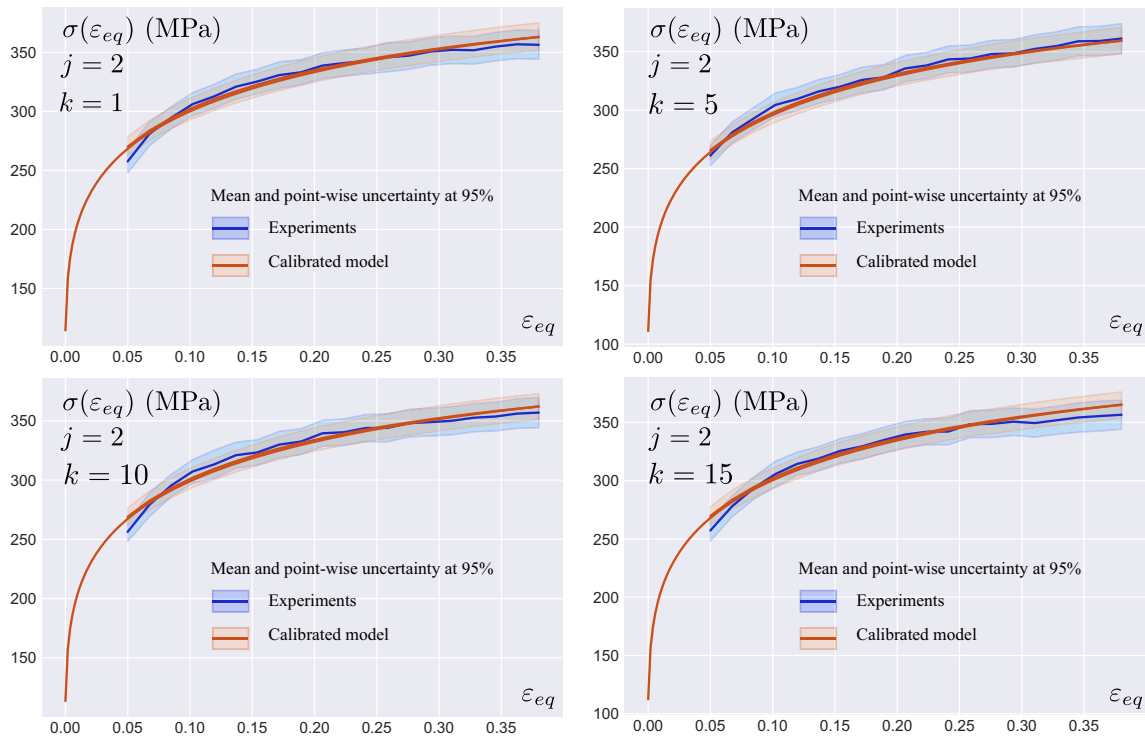 σ(ε_eq) (MPa)
j = 2
k = 1
350
300
250
200
150
Mean and point-wise uncertainty at 95%
Experiments
Calibrated model
ε_eq
0.00 0.05 0.10 0.15 0.20 0.25 0.30 0.35
σ(ε_eq) (MPa)
j = 2
k = 5
350
300
250
200
150
100
Mean and point-wise uncertainty at 95%
Experiments
Calibrated model
ε_eq
0.00 0.05 0.10 0.15 0.20 0.25 0.30 0.35
σ(ε_eq) (MPa)
j = 2
k = 10
350
300
250
200
150
Mean and point-wise uncertainty at 95%
Experiments
Calibrated model
ε_eq
0.00 0.05 0.10 0.15 0.20 0.25 0.30 0.35
σ(ε_eq) (MPa)
j = 2
k = 15
350
300
250
200
150
100
Mean and point-wise uncertainty at 95%
Experiments
Calibrated model
ε_eq
0.00 0.05 0.10 0.15 0.20 0.25 0.30 0.35